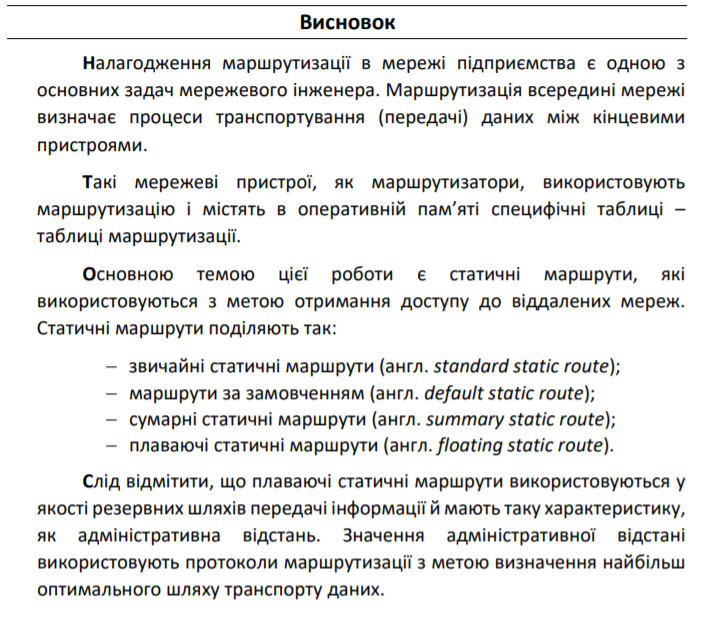 Висновок
Налагодження маршрутизації в мережі підприємства є одною з
основних задач мережевого інженера. Маршрутизація всередині мережі
визначає процеси транспортування (передачі) даних між кінцевими
пристроями.
Такі мережеві пристрої, як маршрутизатори, використовують
маршрутизацію і містять в оперативній пам’яті специфічні таблиці –
таблиці маршрутизації.
Основною темою цієї роботи є статичні маршрути, які
використовуються з метою отримання доступу до віддалених мереж.
Статичні маршрути поділяють так:
– звичайні статичні маршрути (англ. standard static route);
– маршрути за замовченням (англ. default static route);
– сумарні статичні маршрути (англ. summary static route);
– плаваючі статичні маршрути (англ. floating static route).
Слід відмітити, що плаваючі статичні маршрути використовуються у
якості резервних шляхів передачі інформації й мають таку характеристику,
як адміністративна відстань. Значення адміністративної відстані
використовують протоколи маршрутизації з метою визначення найбільш
оптимального шляху транспорту даних.